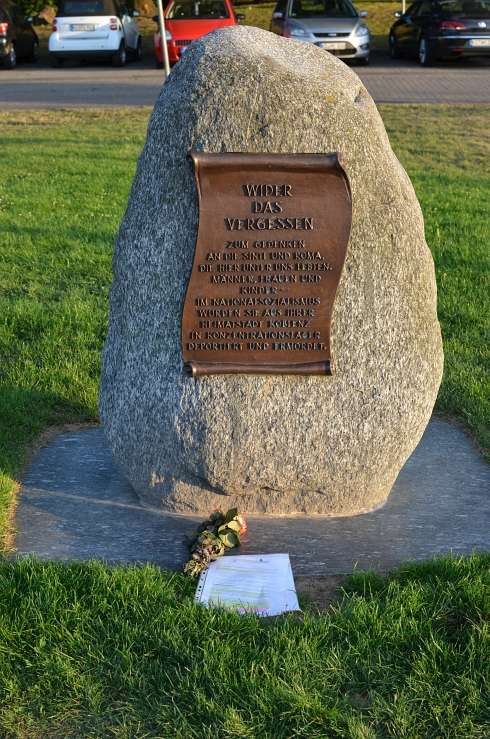 WIDER
DAS
VERGESSEN
ZUM GEDENKEN
AN DIE SINTI UND ROMA,
DIE HIER UNTER UNS LEBTEN.
MÄNNER, FRAUEN UND
KINDER –
IM NATIONALSOZIALISMUS
WURDEN SIE AUS IHRER
HEIMATSTADT KOBLENZ
IN KONZENTRATIONSLAGER
DEPORTIERT UND ERMORDET.